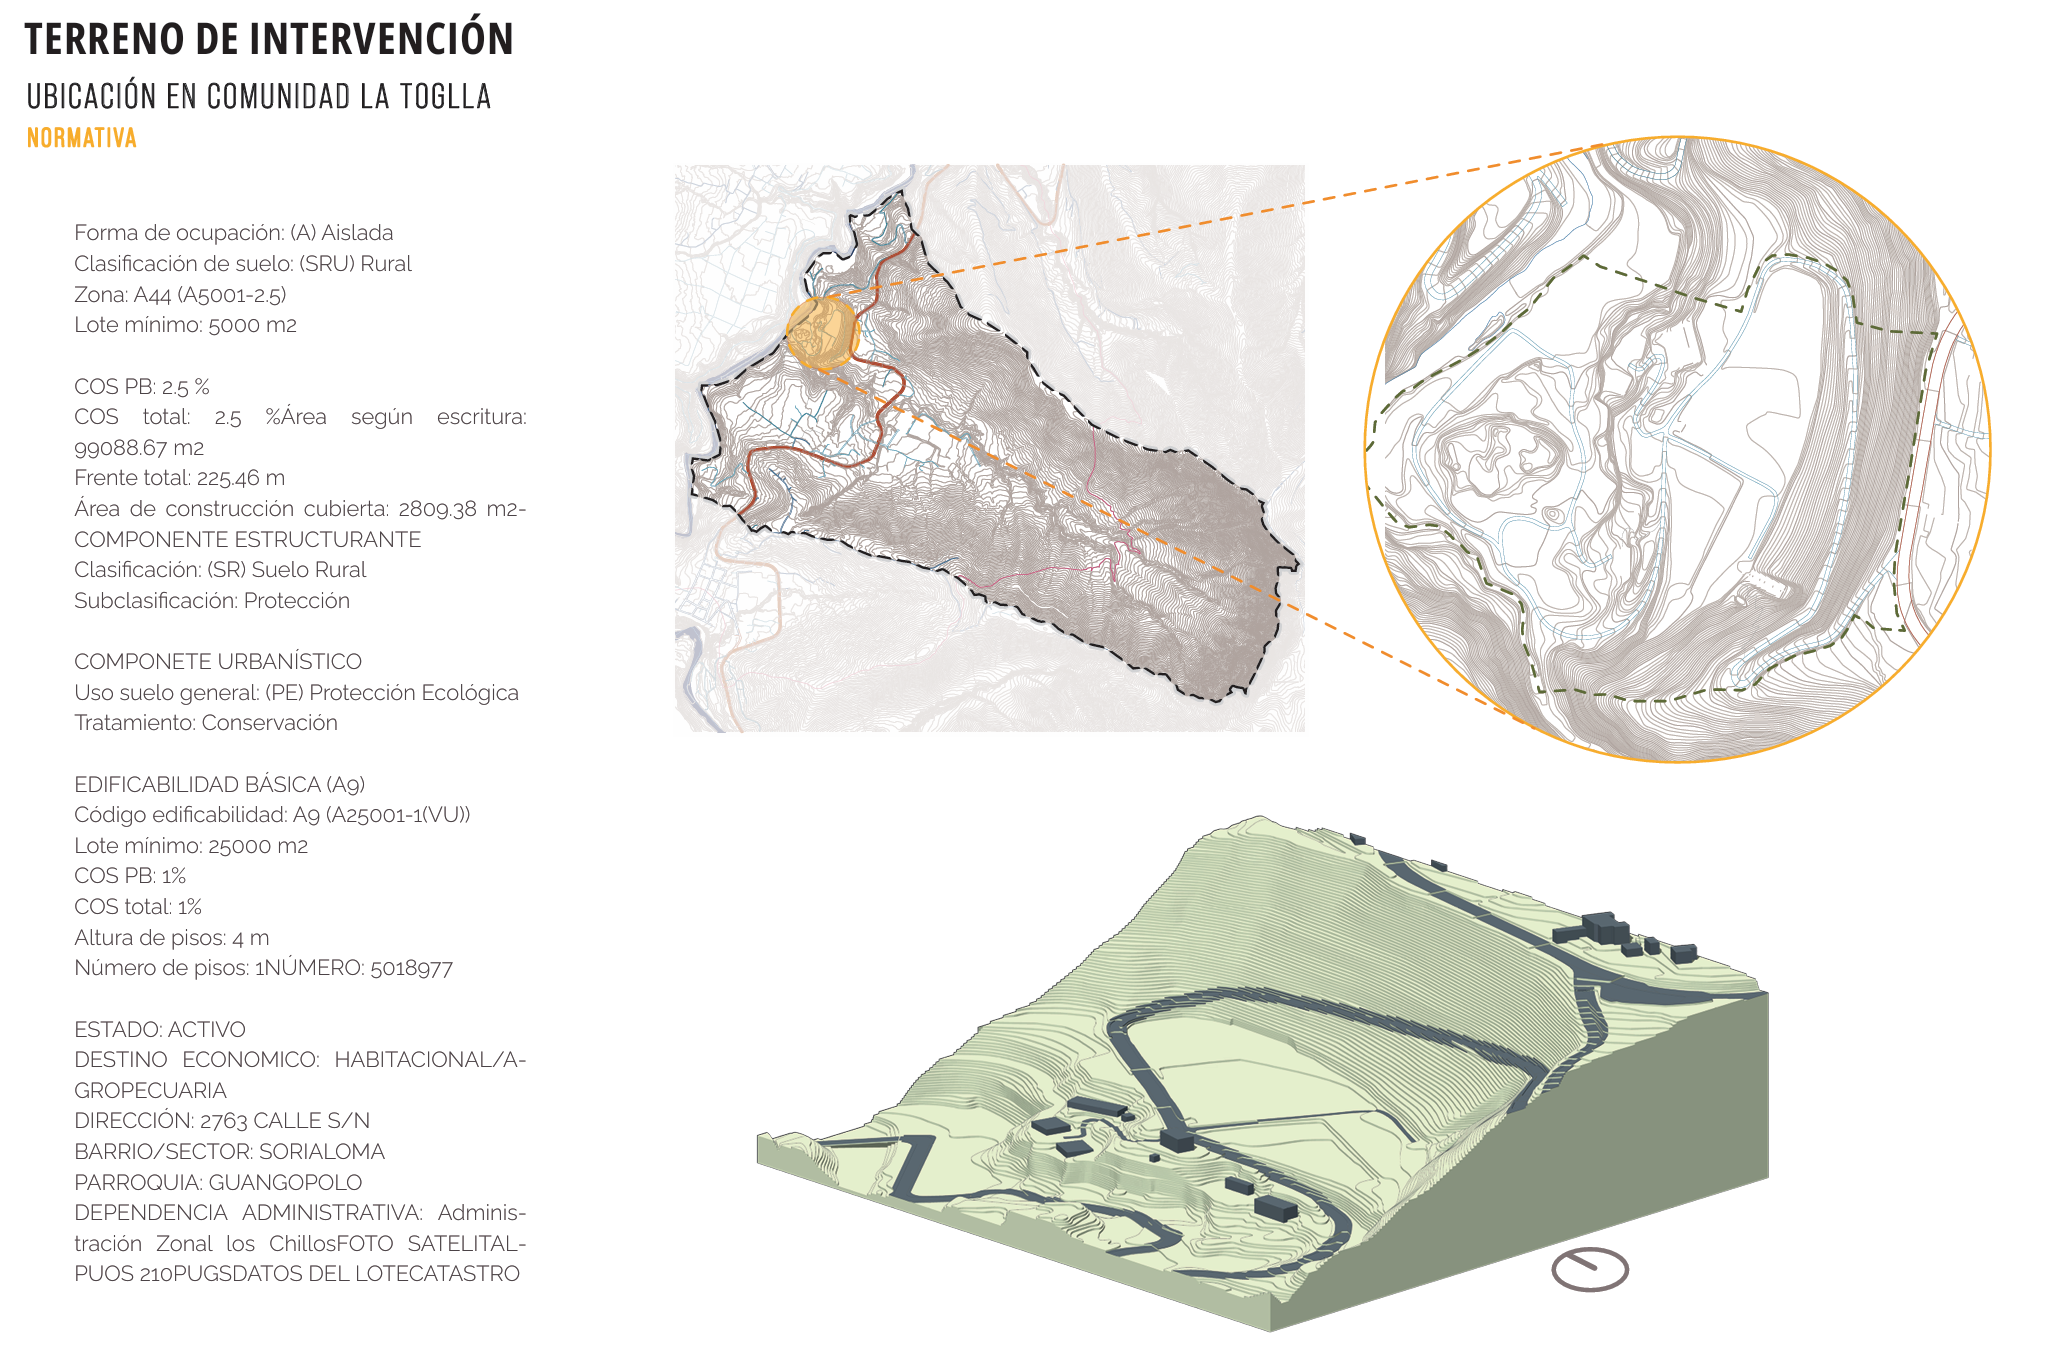 TERRENO DE INTERVENCIÓN
UBICACIÓN EN COMUNIDAD LA TOGLLA
NORMATIVA
Forma de ocupación: (A) Aislada
Clasificación de suelo: (SRU) Rural
Zona: A44 (A5001-2.5)
Lote mínimo: 5000 m2
COS PB: 2.5 %
COS total: 2.5 %Área según escritura:
99088.67 m2
Frente total: 225.46 m
Área de construcción cubierta: 2809.38 m2-
COMPONENTE ESTRUCTURANTE
Clasificación: (SR) Suelo Rural
Subclasificación: Protección
COMPONETE URBANÍSTICO
Uso suelo general: (PE) Protección Ecológica
Tratamiento: Conservación
EDIFICABILIDAD BÁSICA (A9)
Código edificabilidad: A9 (A25001-1(VU))
Lote mínimo: 25000 m2
COS PB: 1%
COS total: 1%
Altura de pisos: 4 m
Número de pisos: 1NÚMERO: 5018977
ESTADO: ACTIVO
DESTINO ECONOMICO: HABITACIONAL/A-
GROPECUARIA
DIRECCIÓN: 2763 CALLE S/N
BARRIO/SECTOR: SORIALOMA
PARROQUIA: GUANGOPOLO
DEPENDENCIA ADMINISTRATIVA: Adminis-
tración Zonal los ChillosFOTO SATELITAL-
PUOS 210PUGSDATOS DEL LOTECATASTRO